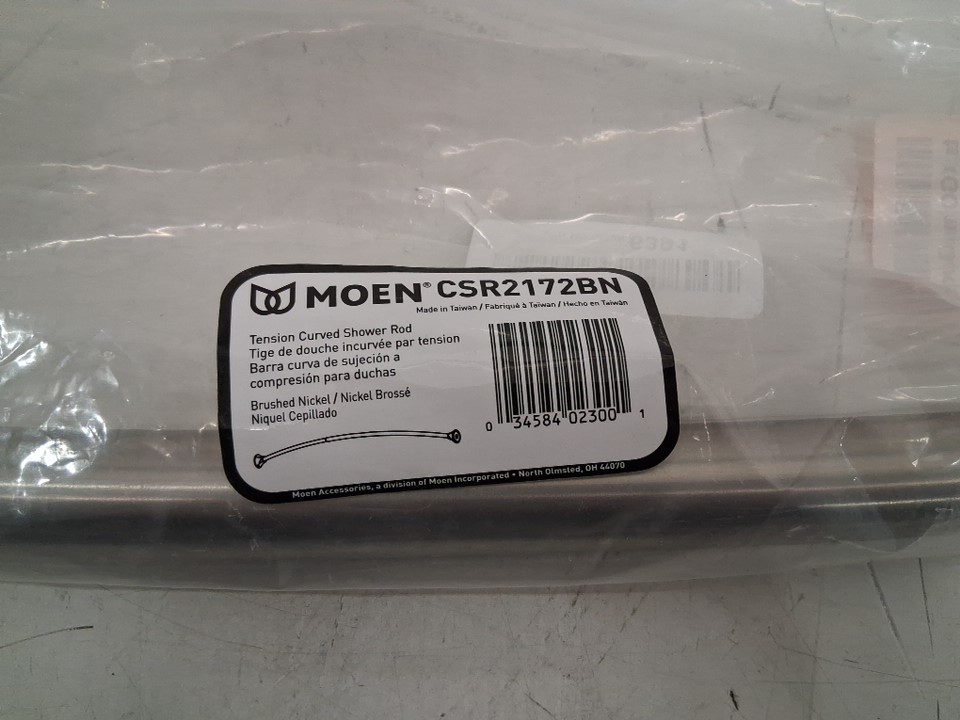 MOEN® CSR2172BN
Made in Taiwan / Fabriqué à Taiwan / Hecho en Taiwán
Tension Curved Shower Rod
Tige de douche incurvée par tension
Barra curva de sujeción a
compresión para duchas
Brushed Nickel / Nickel Brossé
Niquel Cepillado
0 34584 02300 1
Moen Accessories, a division of Moen Incorporated • North Olmsted, OH 44070